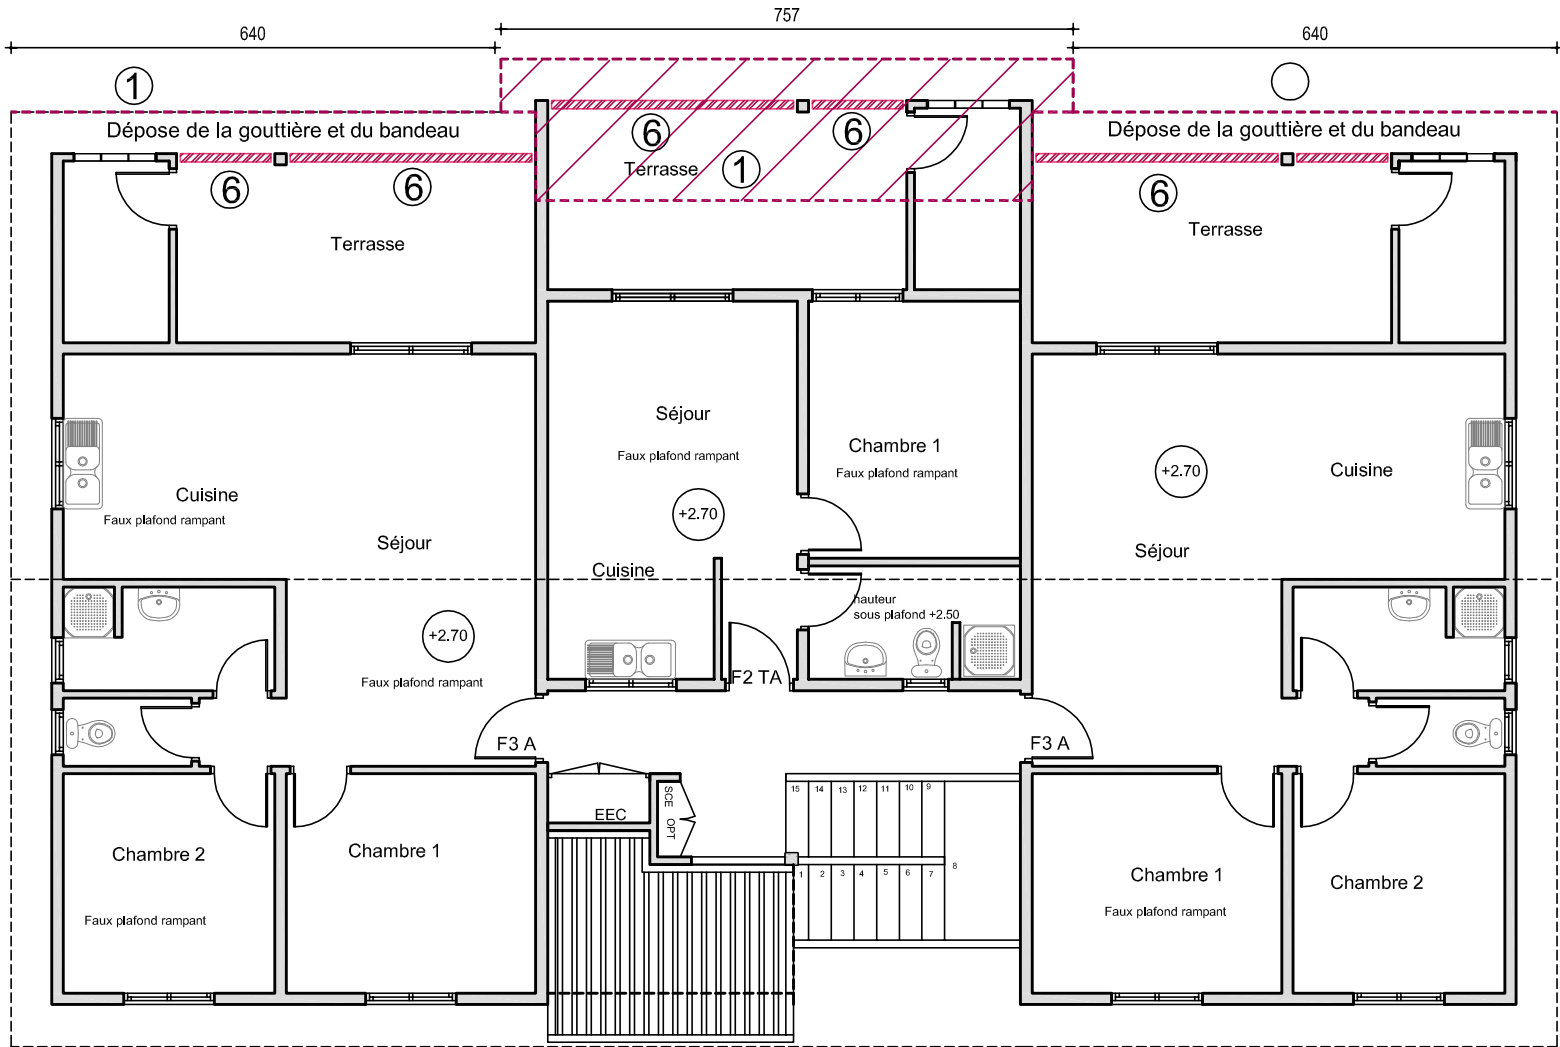 757
640
640
1
Dépose de la gouttière et du bandeau
Dépose de la gouttière et du bandeau
6
6
Terrasse
1
6
6
6
Terrasse
Terrasse
Séjour
Faux plafond rampant
Chambre 1
Faux plafond rampant
+2.70
Cuisine
Cuisine
Faux plafond rampant
+2.70
Séjour
Séjour
Cuisine
hauteur
sous plafond +2.50
+2.70
Faux plafond rampant
F2 TA
F3 A
F3 A
SCE OPT
EEC
15 14 13 12 11 10 9
8
1 2 3 4 5 6 7
Chambre 2
Chambre 1
Faux plafond rampant
Chambre 1
Faux plafond rampant
Chambre 2